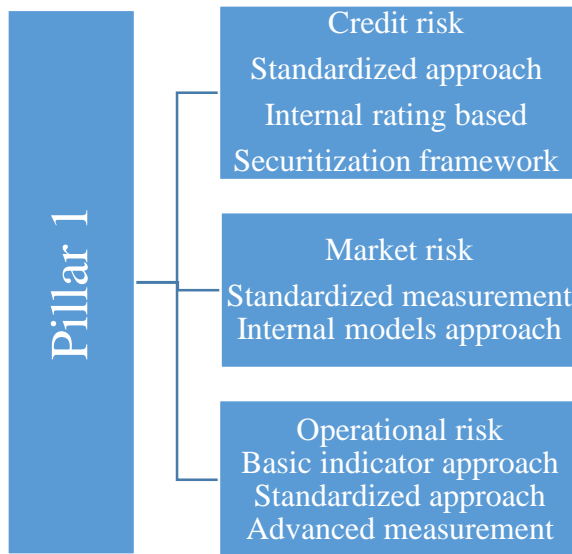 Pillar 1
Credit risk
Standardized approach
Internal rating based
Securitization framework
Market risk
Standardized measurement
Internal models approach
Operational risk
Basic indicator approach
Standardized approach
Advanced measurement